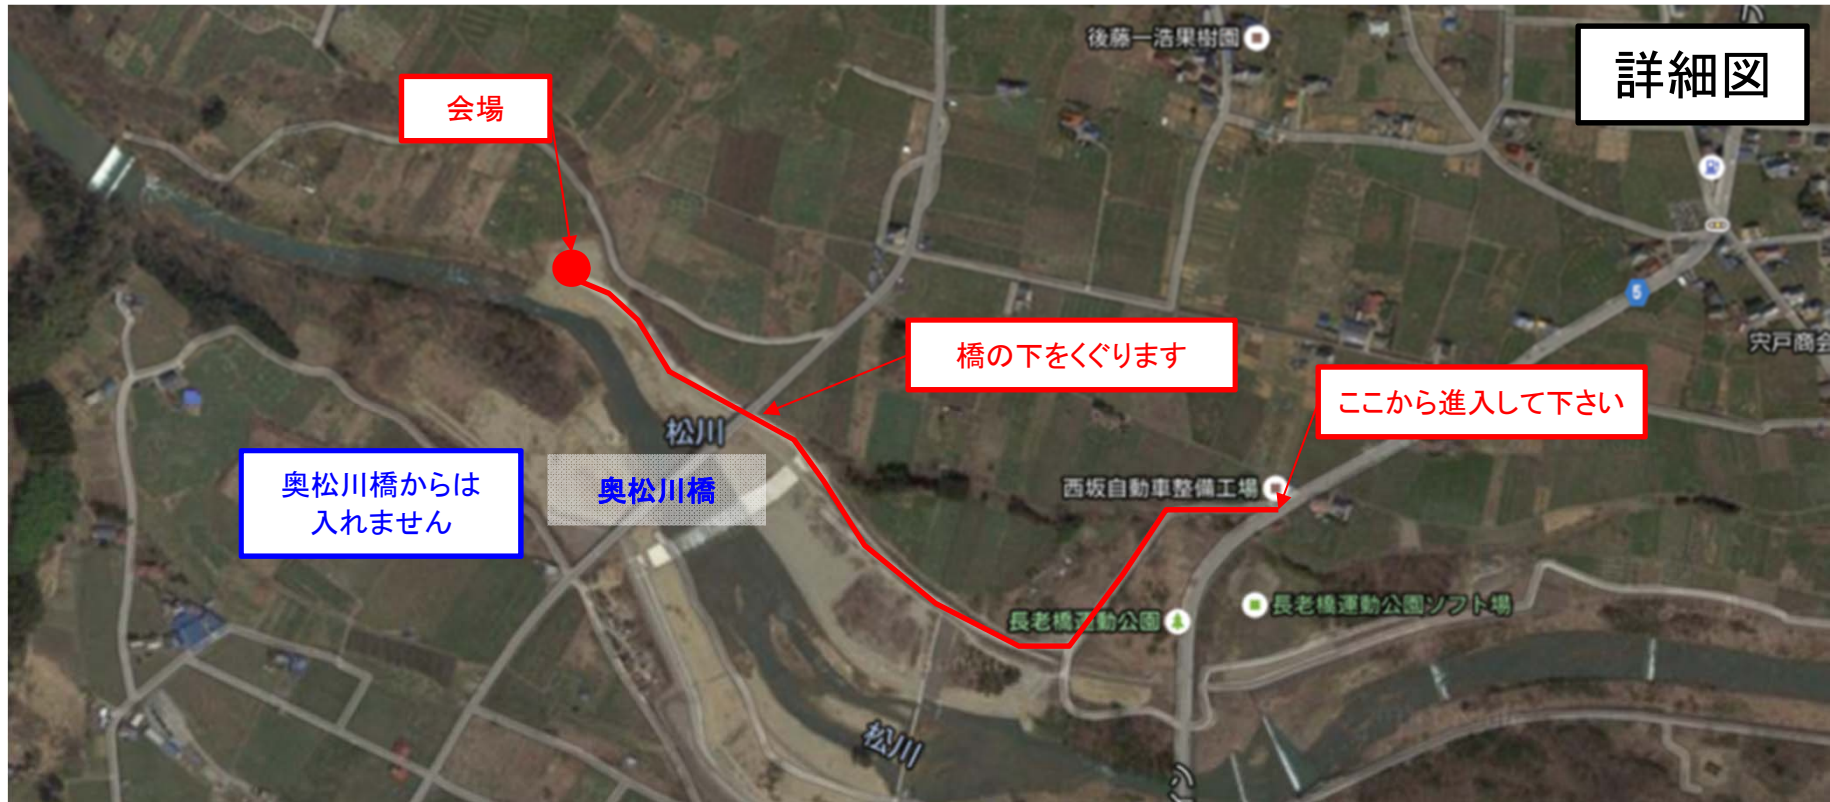 後藤一浩果樹園
詳細図
会場
5
橋の下をくぐります
宍戸商会
ここから進入して下さい
松川
奥松川橋からは
入れません
奥松川橋
西坂自動車整備工場
長老橋運動公園
長老橋運動公園ソフト場
松川